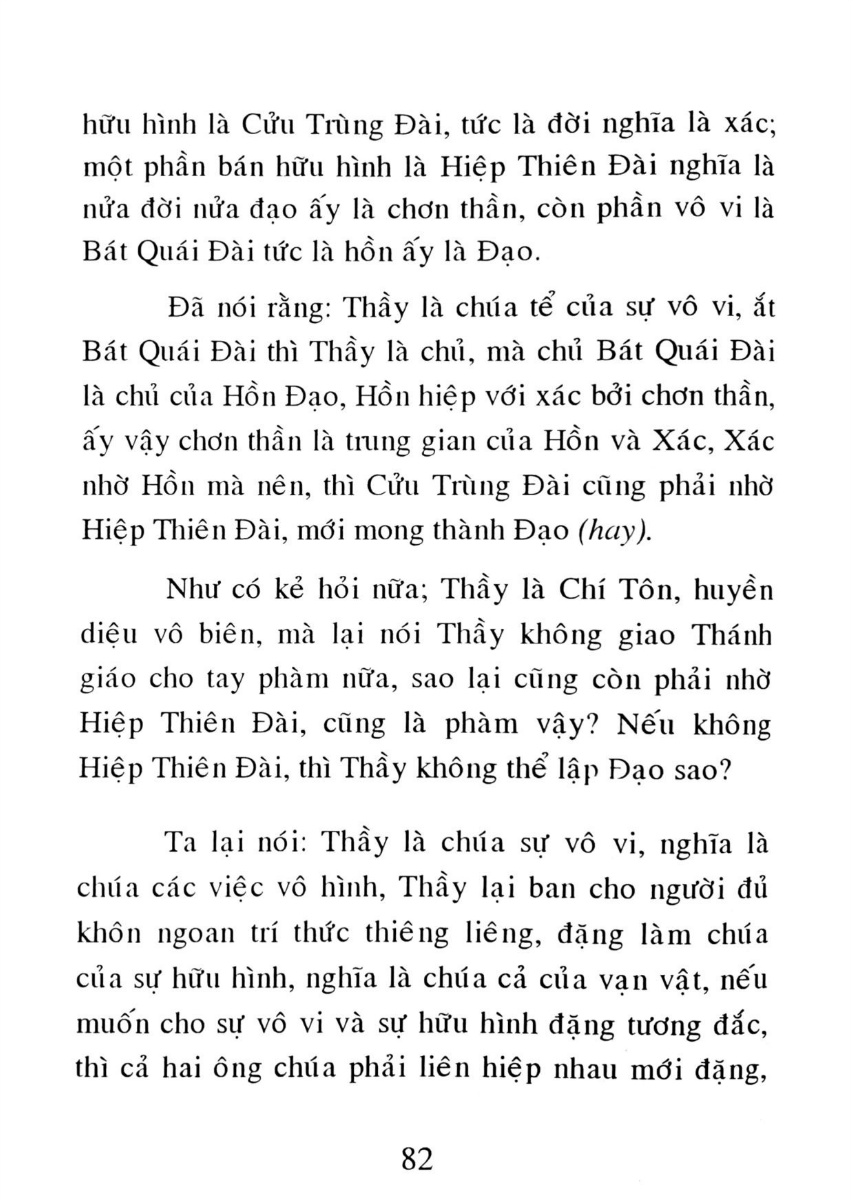 hữu hình là Cửu Trùng Đài, tức là đời nghĩa là xác;
một phần bán hữu hình là Hiệp Thiên Đài nghĩa là
nửa đời nửa đạo ấy là chơn thần, còn phần vô vi là
Bát Quái Đài tức là hồn ấy là Đạo.
Đã nói rằng: Thầy là chúa tể của sự vô vi, ắt
Bát Quái Đài thì Thầy là chủ, mà chủ Bát Quái Đài
là chủ của Hồn Đạo, Hồn hiệp với xác bởi chơn thần,
ấy vậy chơn thần là trung gian của Hồn và Xác, Xác
nhờ Hồn mà nên, thì Cửu Trùng Đài cũng phải nhờ
Hiệp Thiên Đài, mới mong thành Đạo (hay).
Như có kẻ hỏi nữa; Thầy là Chí Tôn, huyền
diệu vô biên, mà lại nói Thầy không giao Thánh
giáo cho tay phàm nữa, sao lại cũng còn phải nhờ
Hiệp Thiên Đài, cũng là phàm vậy? Nếu không
Hiệp Thiên Đài, thì Thầy không thể lập Đạo sao?
Ta lại nói: Thầy là chúa sự vô vi, nghĩa là
chúa các việc vô hình, Thầy lại ban cho người đủ
khôn ngoan trí thức thiêng liêng, đặng làm chúa
của sự hữu hình, nghĩa là chúa cả của vạn vật, nếu
muốn cho sự vô vi và sự hữu hình đặng tương đắc,
thì cả hai ông chúa phải liên hiệp nhau mới đặng,
82